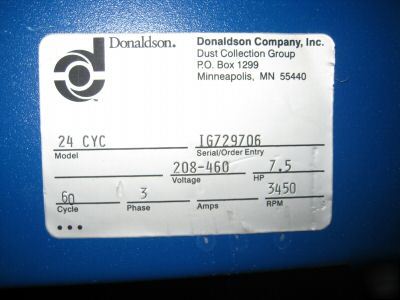 Donaldson. Donaldson Company, Inc.
Dust Collection Group
P.O. Box 1299
Minneapolis, MN 55440
24 CYC IG729706
Model Serial/Order Entry
208-460 7.5
Voltage HP
60 3 3450
Cycle Phase Amps RPM